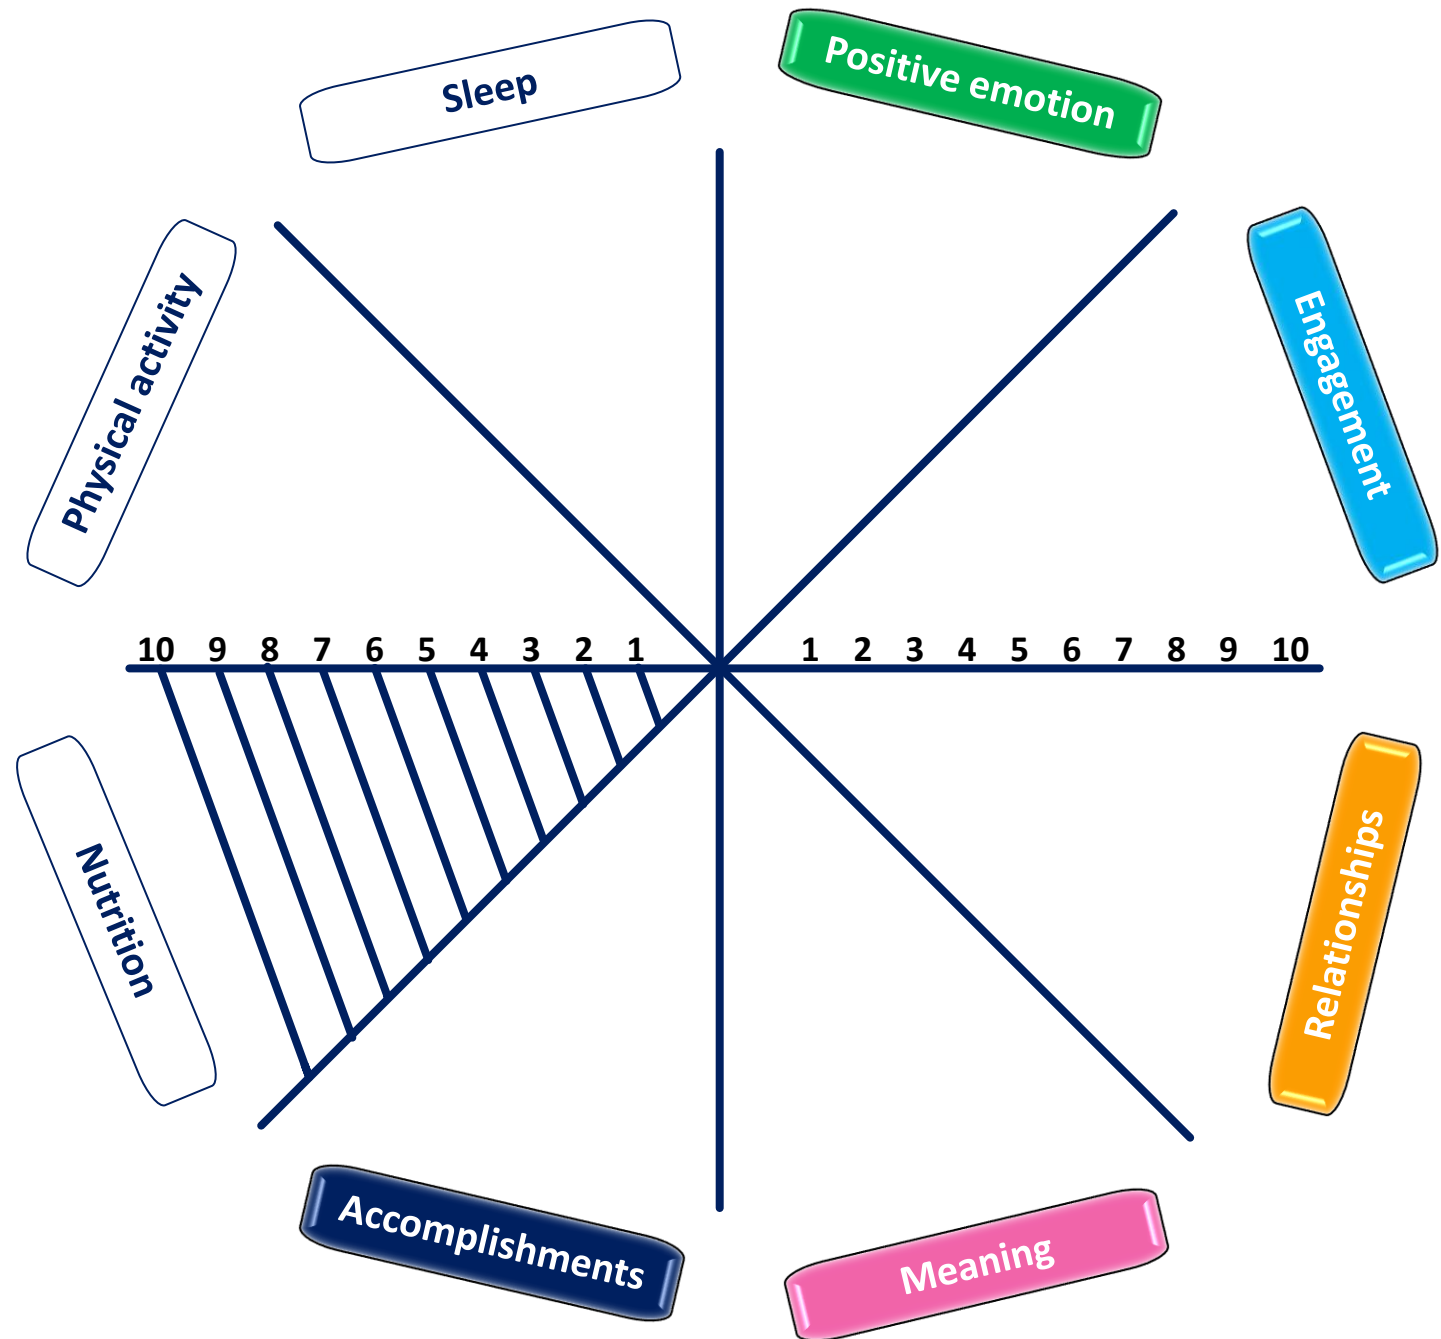 Sleep
Positive emotion
Physical activity
Engagement
10 9 8 7 6 5 4 3 2 1 1 2 3 4 5 6 7 8 9 10
Nutrition
Relationships
Accomplishments
Meaning